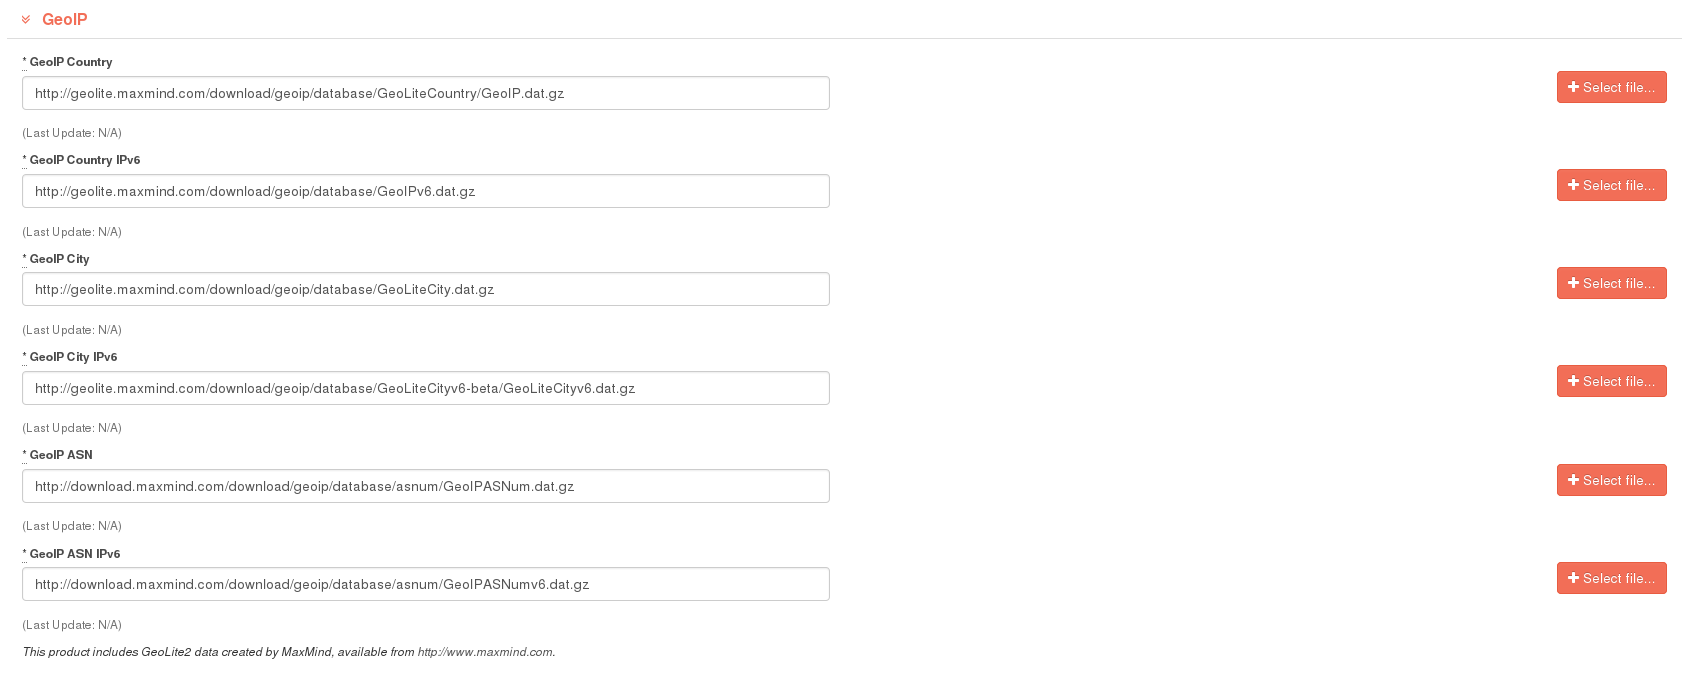 GeoIP
* GeoIP Country
http://geolite.maxmind.com/download/geoip/database/GeoLiteCountry/GeoIP.dat.gz
Select file...
(Last Update: N/A)
* GeoIP Country IPv6
http://geolite.maxmind.com/download/geoip/database/GeoIPv6.dat.gz
Select file...
(Last Update: N/A)
* GeoIP City
http://geolite.maxmind.com/download/geoip/database/GeoLiteCity.dat.gz
Select file...
(Last Update: N/A)
* GeoIP City IPv6
http://geolite.maxmind.com/download/geoip/database/GeoLiteCityv6-beta/GeoLiteCityv6.dat.gz
Select file...
(Last Update: N/A)
* GeoIP ASN
http://download.maxmind.com/download/geoip/database/asnum/GeoIPASNum.dat.gz
Select file...
(Last Update: N/A)
* GeoIP ASN IPv6
http://download.maxmind.com/download/geoip/database/asnum/GeoIPASNumv6.dat.gz
Select file...
(Last Update: N/A)
This product includes GeoLite2 data created by MaxMind, available from http://www.maxmind.com.